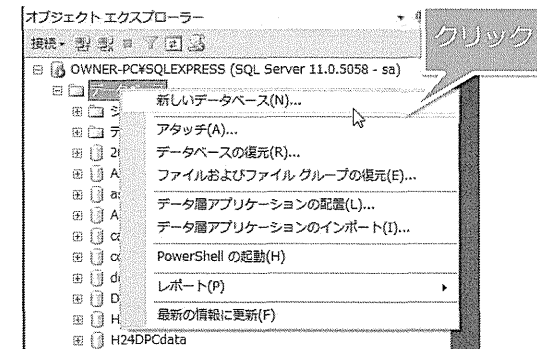 オブジェクト エクスプローラー
クリック
接続
OWNER-PC¥SQLEXPRESS (SQL Server 11.0.5058 - sa)
新しいデータベース(N)...
アタッチ(A)...
データベースの復元(R)...
ファイルおよびファイル グループの復元(E)...
データ層アプリケーションの配置(L)...
データ層アプリケーションのインポート(I)...
PowerShell の起動(H)
レポート(P)
最新の情報に更新(F)
H24DPCdata